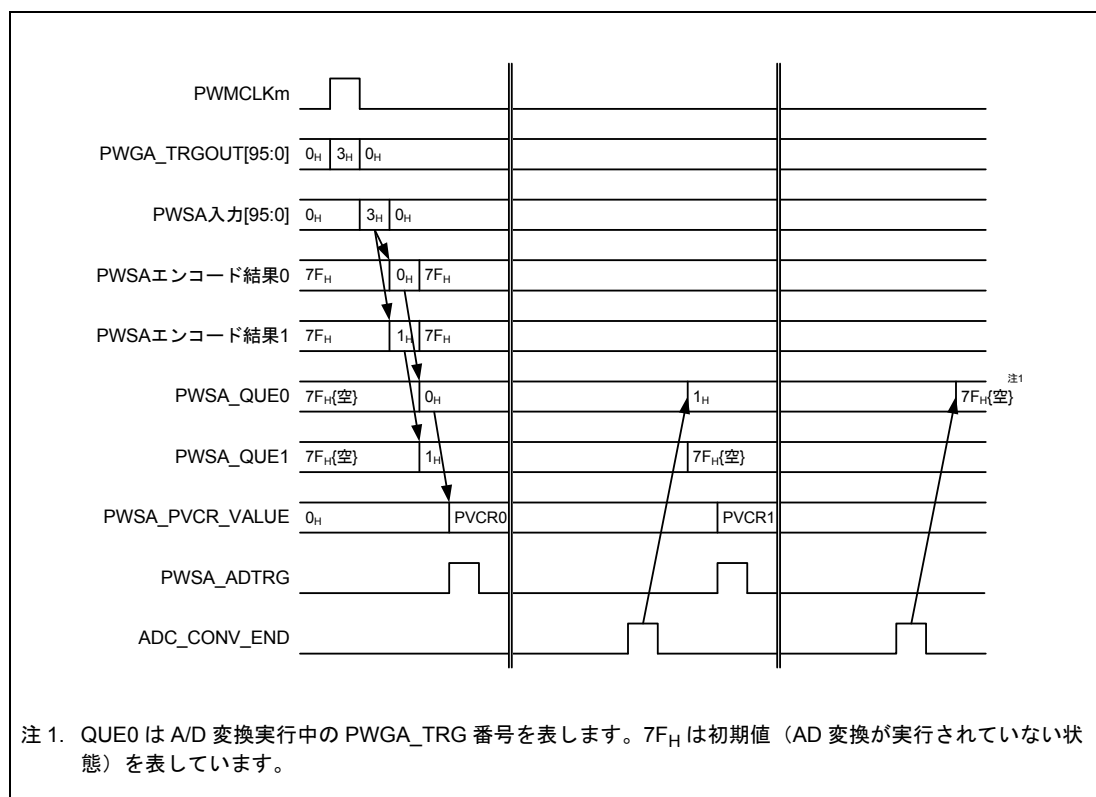 PWMCLKm
PWGA_TRGOUT[95:0] 0H 3H 0H
PWSA入力[95:0] 0H 3H 0H
PWSAエンコード結果0 7FH 0H 7FH
PWSAエンコード結果1 7FH 1H 7FH
注1
PWSA_QUE0 7FH{空} 0H 1H 7FH{空}
PWSA_QUE1 7FH{空} 1H 7FH{空}
PWSA_PVCR_VALUE 0H PVCR0 PVCR1
PWSA_ADTRG
ADC_CONV_END
注 1. QUE0 は A/D 変換実行中の PWGA_TRG 番号を表します。7FH は初期値（AD 変換が実行されていない状
態）を表しています。